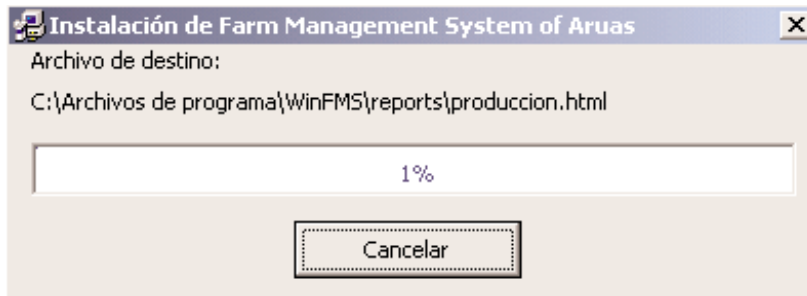 Instalación de Farm Management System of Aruas
Archivo de destino:
C:\Archivos de programa\WinFMS\reports\produccion.html
1%
Cancelar